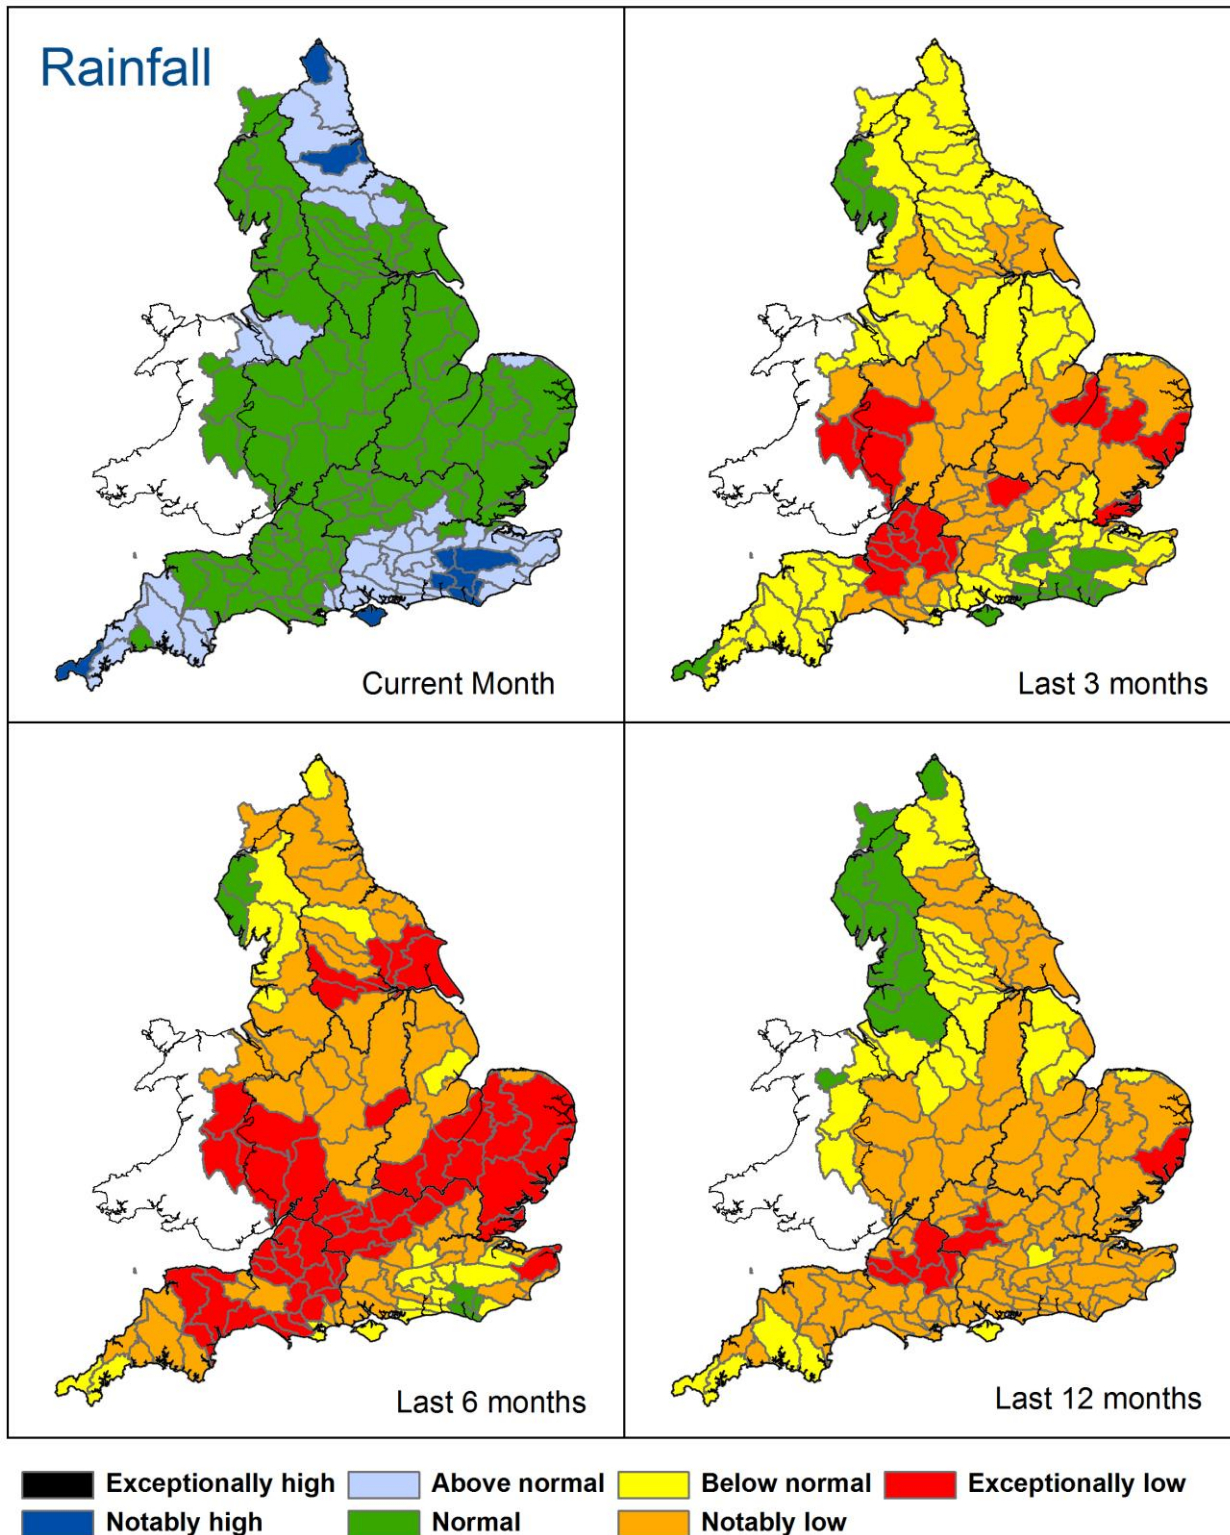 Rainfall
Current Month
Last 3 months
Last 6 months
Last 12 months
Exceptionally high
Above normal
Below normal
Exceptionally low
Notably high
Normal
Notably low